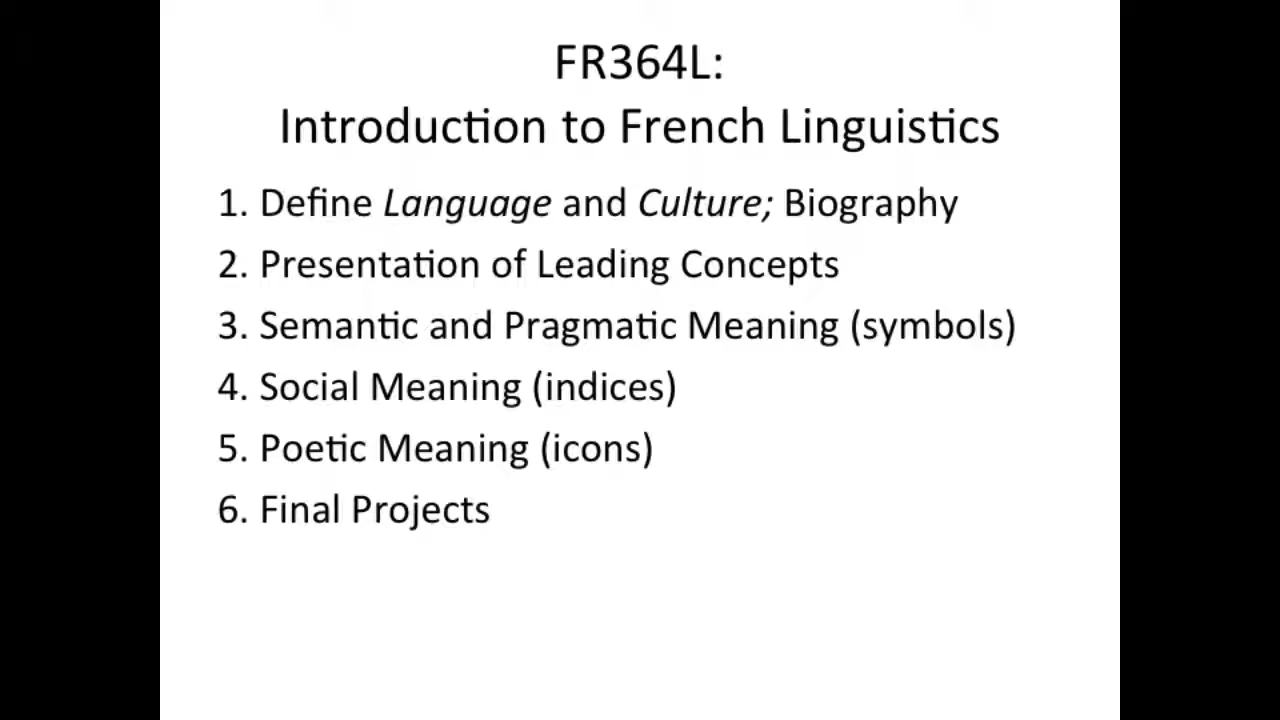 FR364L:
Introduction to French Linguistics
1. Define Language and Culture; Biography
2. Presentation of Leading Concepts
3. Semantic and Pragmatic Meaning (symbols)
4. Social Meaning (indices)
5. Poetic Meaning (icons)
6. Final Projects